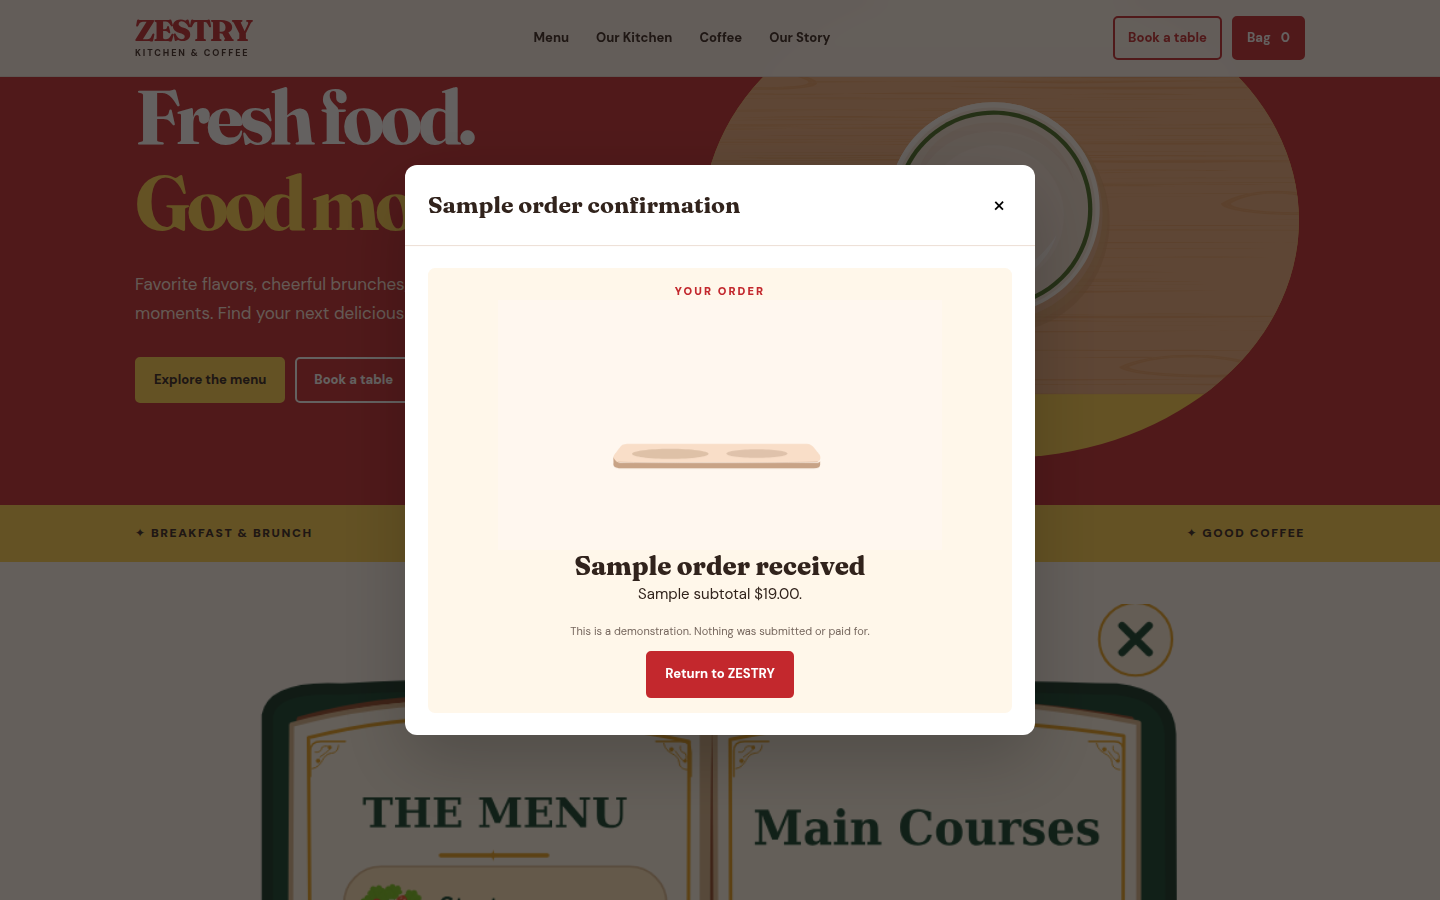 ZESTRY
KITCHEN & COFFEE
Menu
Our Kitchen
Coffee
Our Story
Book a table
Bag 0
Fresh food.
Good mo
Favorite flavors, cheerful brunches
moments. Find your next delicious
Explore the menu
Book a table
Sample order confirmation
×
YOUR ORDER
Sample order received
Sample subtotal $19.00.
This is a demonstration. Nothing was submitted or paid for.
Return to ZESTRY
✦ BREAKFAST & BRUNCH
✦ GOOD COFFEE
THE MENU
Main Courses